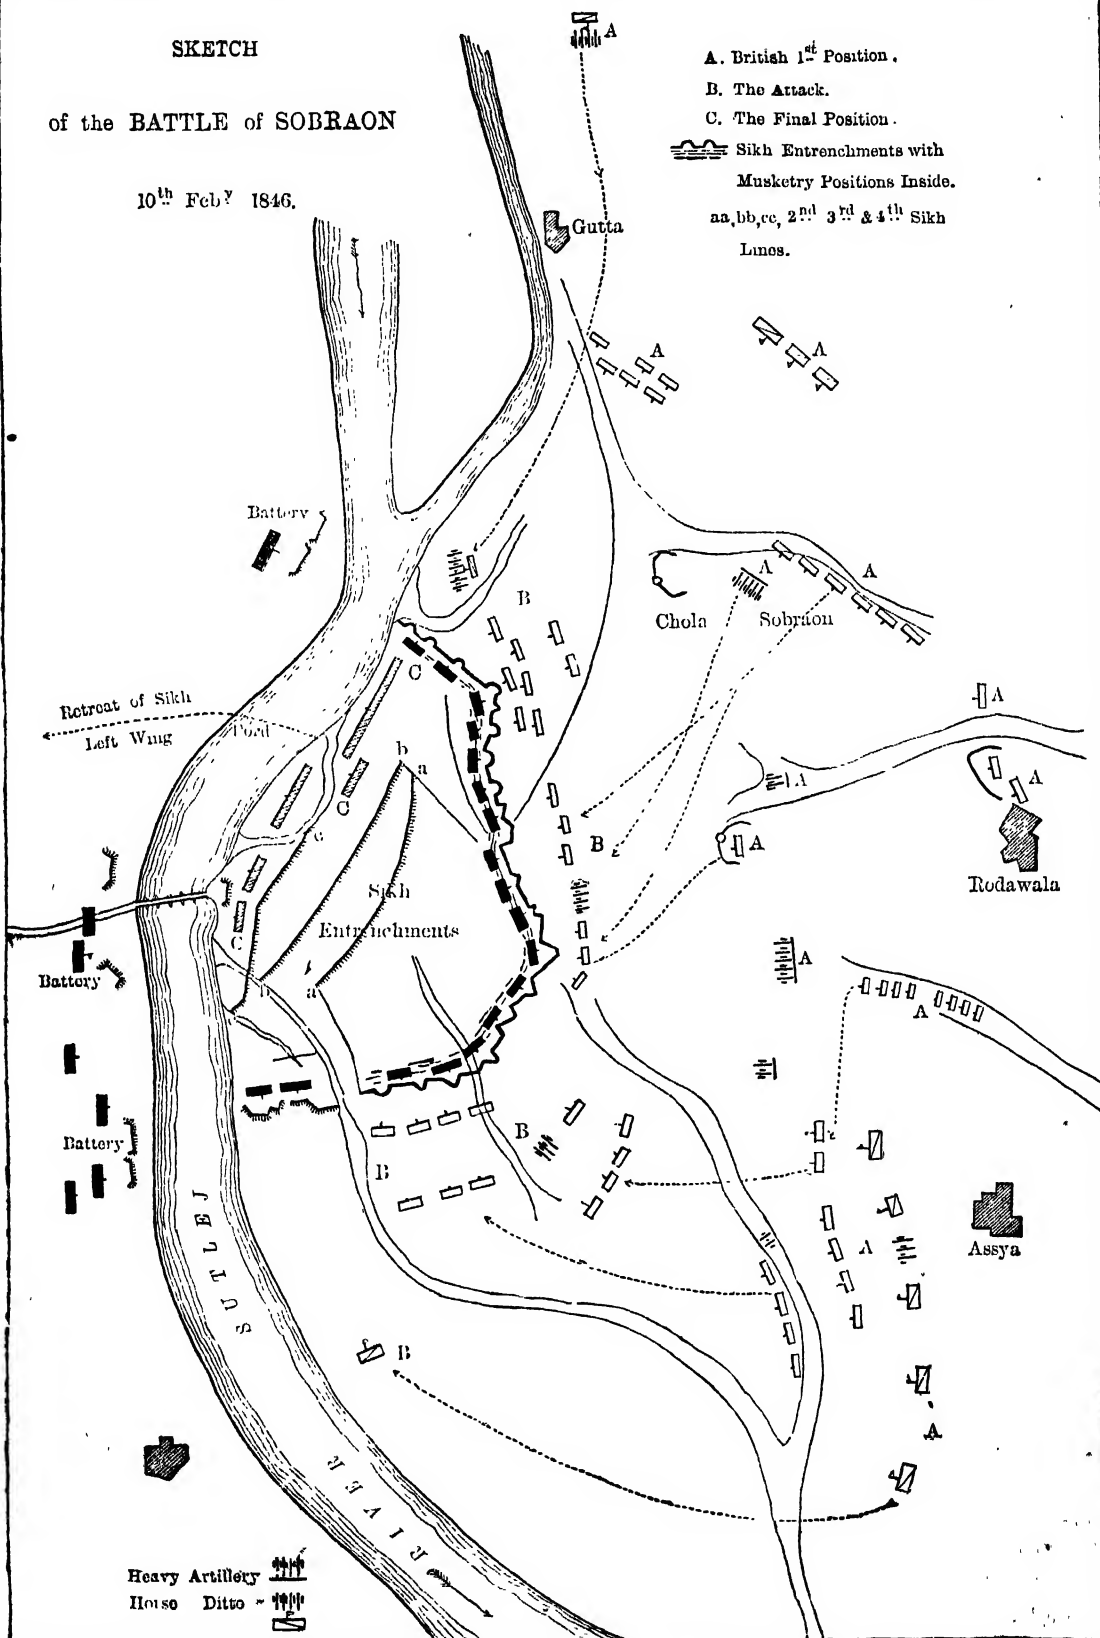 SKETCH
of the BATTLE of SOBRAON
10th Feby 1846.
A. British 1st Position.
B. The Attack.
C. The Final Position.
Sikh Entrenchments with
Musketry Positions Inside.
aa, bb, cc, 2nd 3rd & 4th Sikh
Lines.
A
Gutta
A
A
Battery
B
A
A
Chola
Sobraon
C
Retreat of Sikh
Left Wing
Ford
b
a
A
A
A
C
c
B
A
Rodawala
Sikh
Entrenchments
C
b
a
A
A
Battery
Battery
B
B
A
Assya
SUTLEJ
B
A
RIVER
Heavy Artillery
Horse Ditto